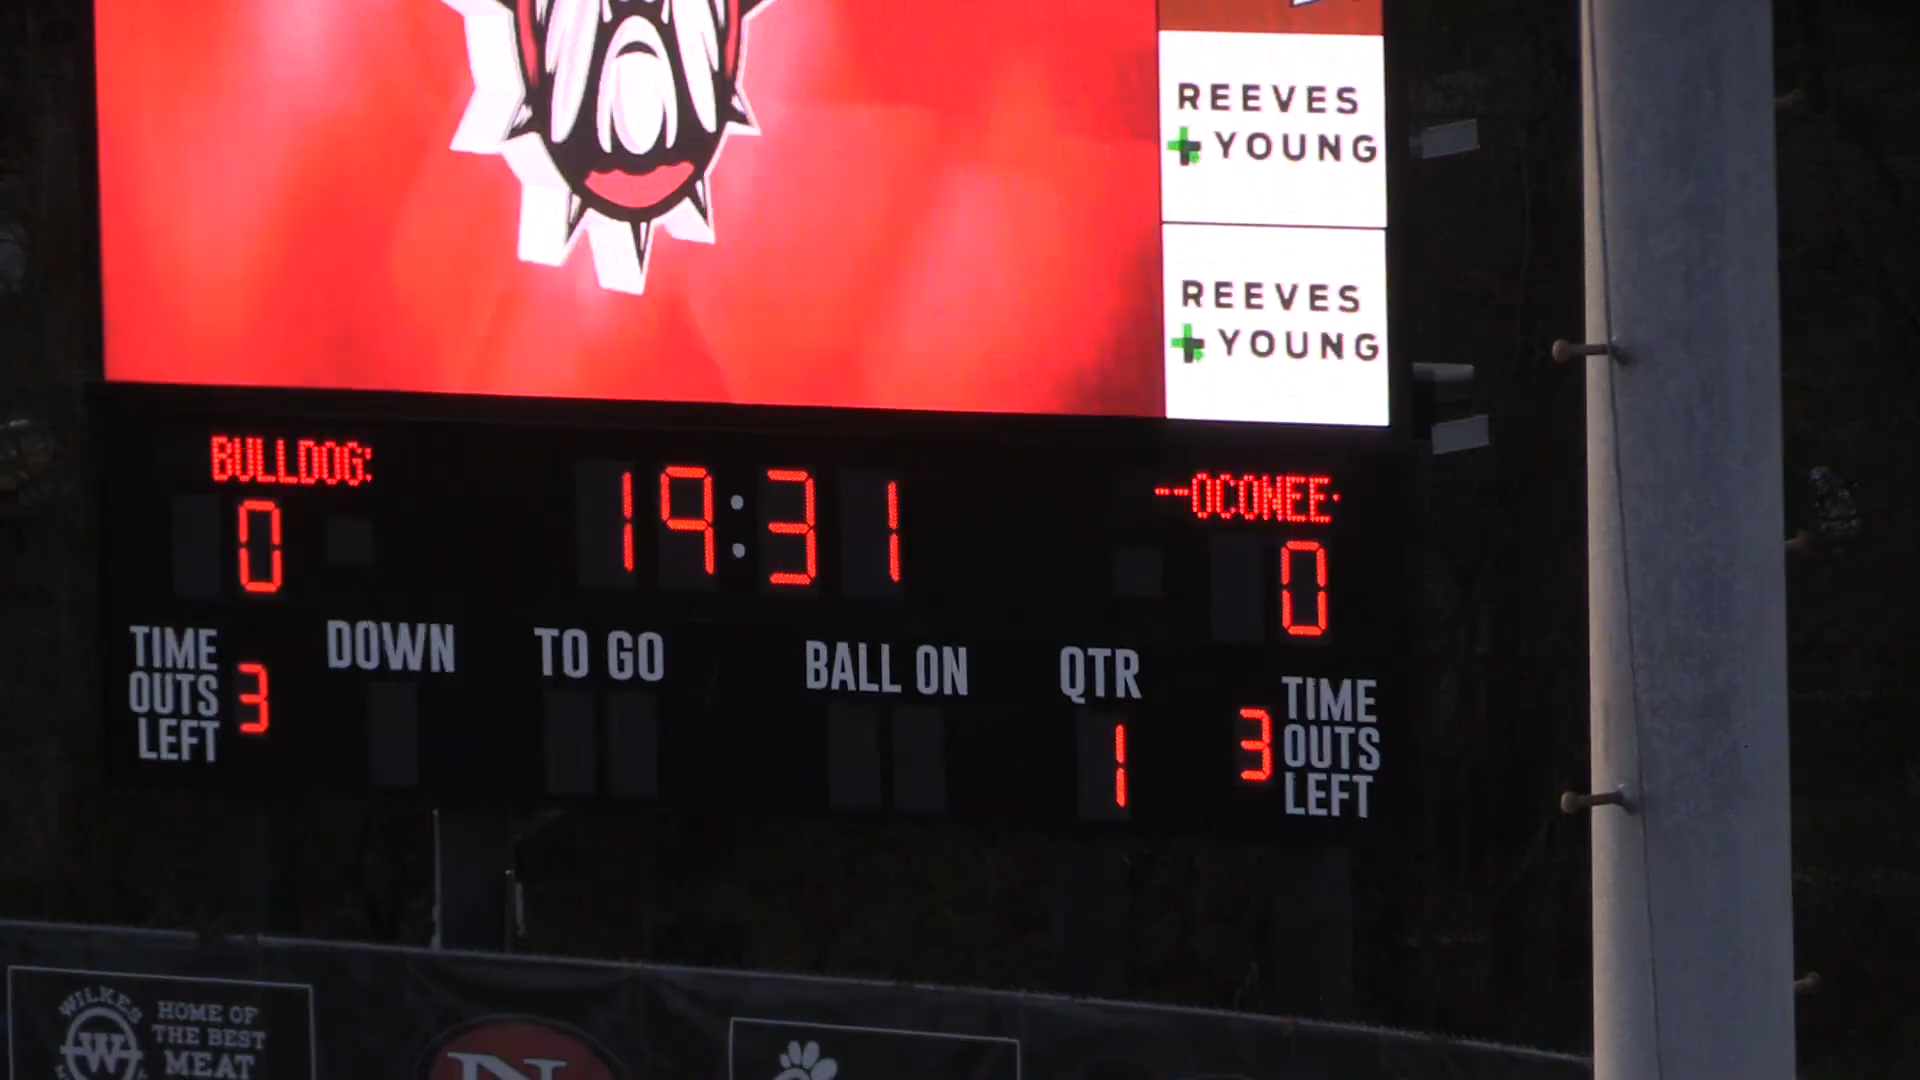 REEVES
+ YOUNG
REEVES
+ YOUNG
BULLDOG:
19:31
--OCONEE
0
0
DOWN
TO GO
BALL ON
QTR
1
TIME
OUTS
LEFT
3
3
TIME
OUTS
LEFT
WILKES
W
HOME OF
THE BEST
MEAT
N